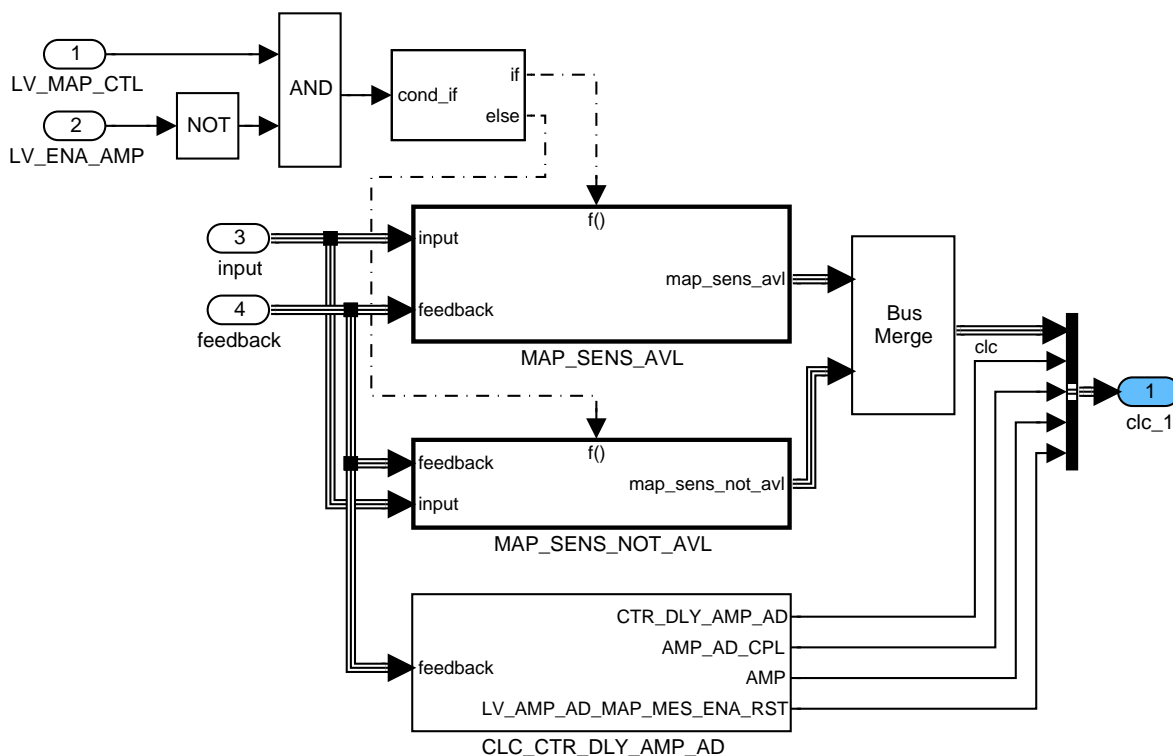 1
LV_MAP_CTL
2
LV_ENA_AMP
NOT
AND
cond_if
if
else
3
input
4
feedback
f()
input
feedback
map_sens_avl
MAP_SENS_AVL
f()
feedback
input
map_sens_not_avl
MAP_SENS_NOT_AVL
Bus
Merge
clc
1
clc_1
feedback
CTR_DLY_AMP_AD
AMP_AD_CPL
AMP
LV_AMP_AD_MAP_MES_ENA_RST
CLC_CTR_DLY_AMP_AD